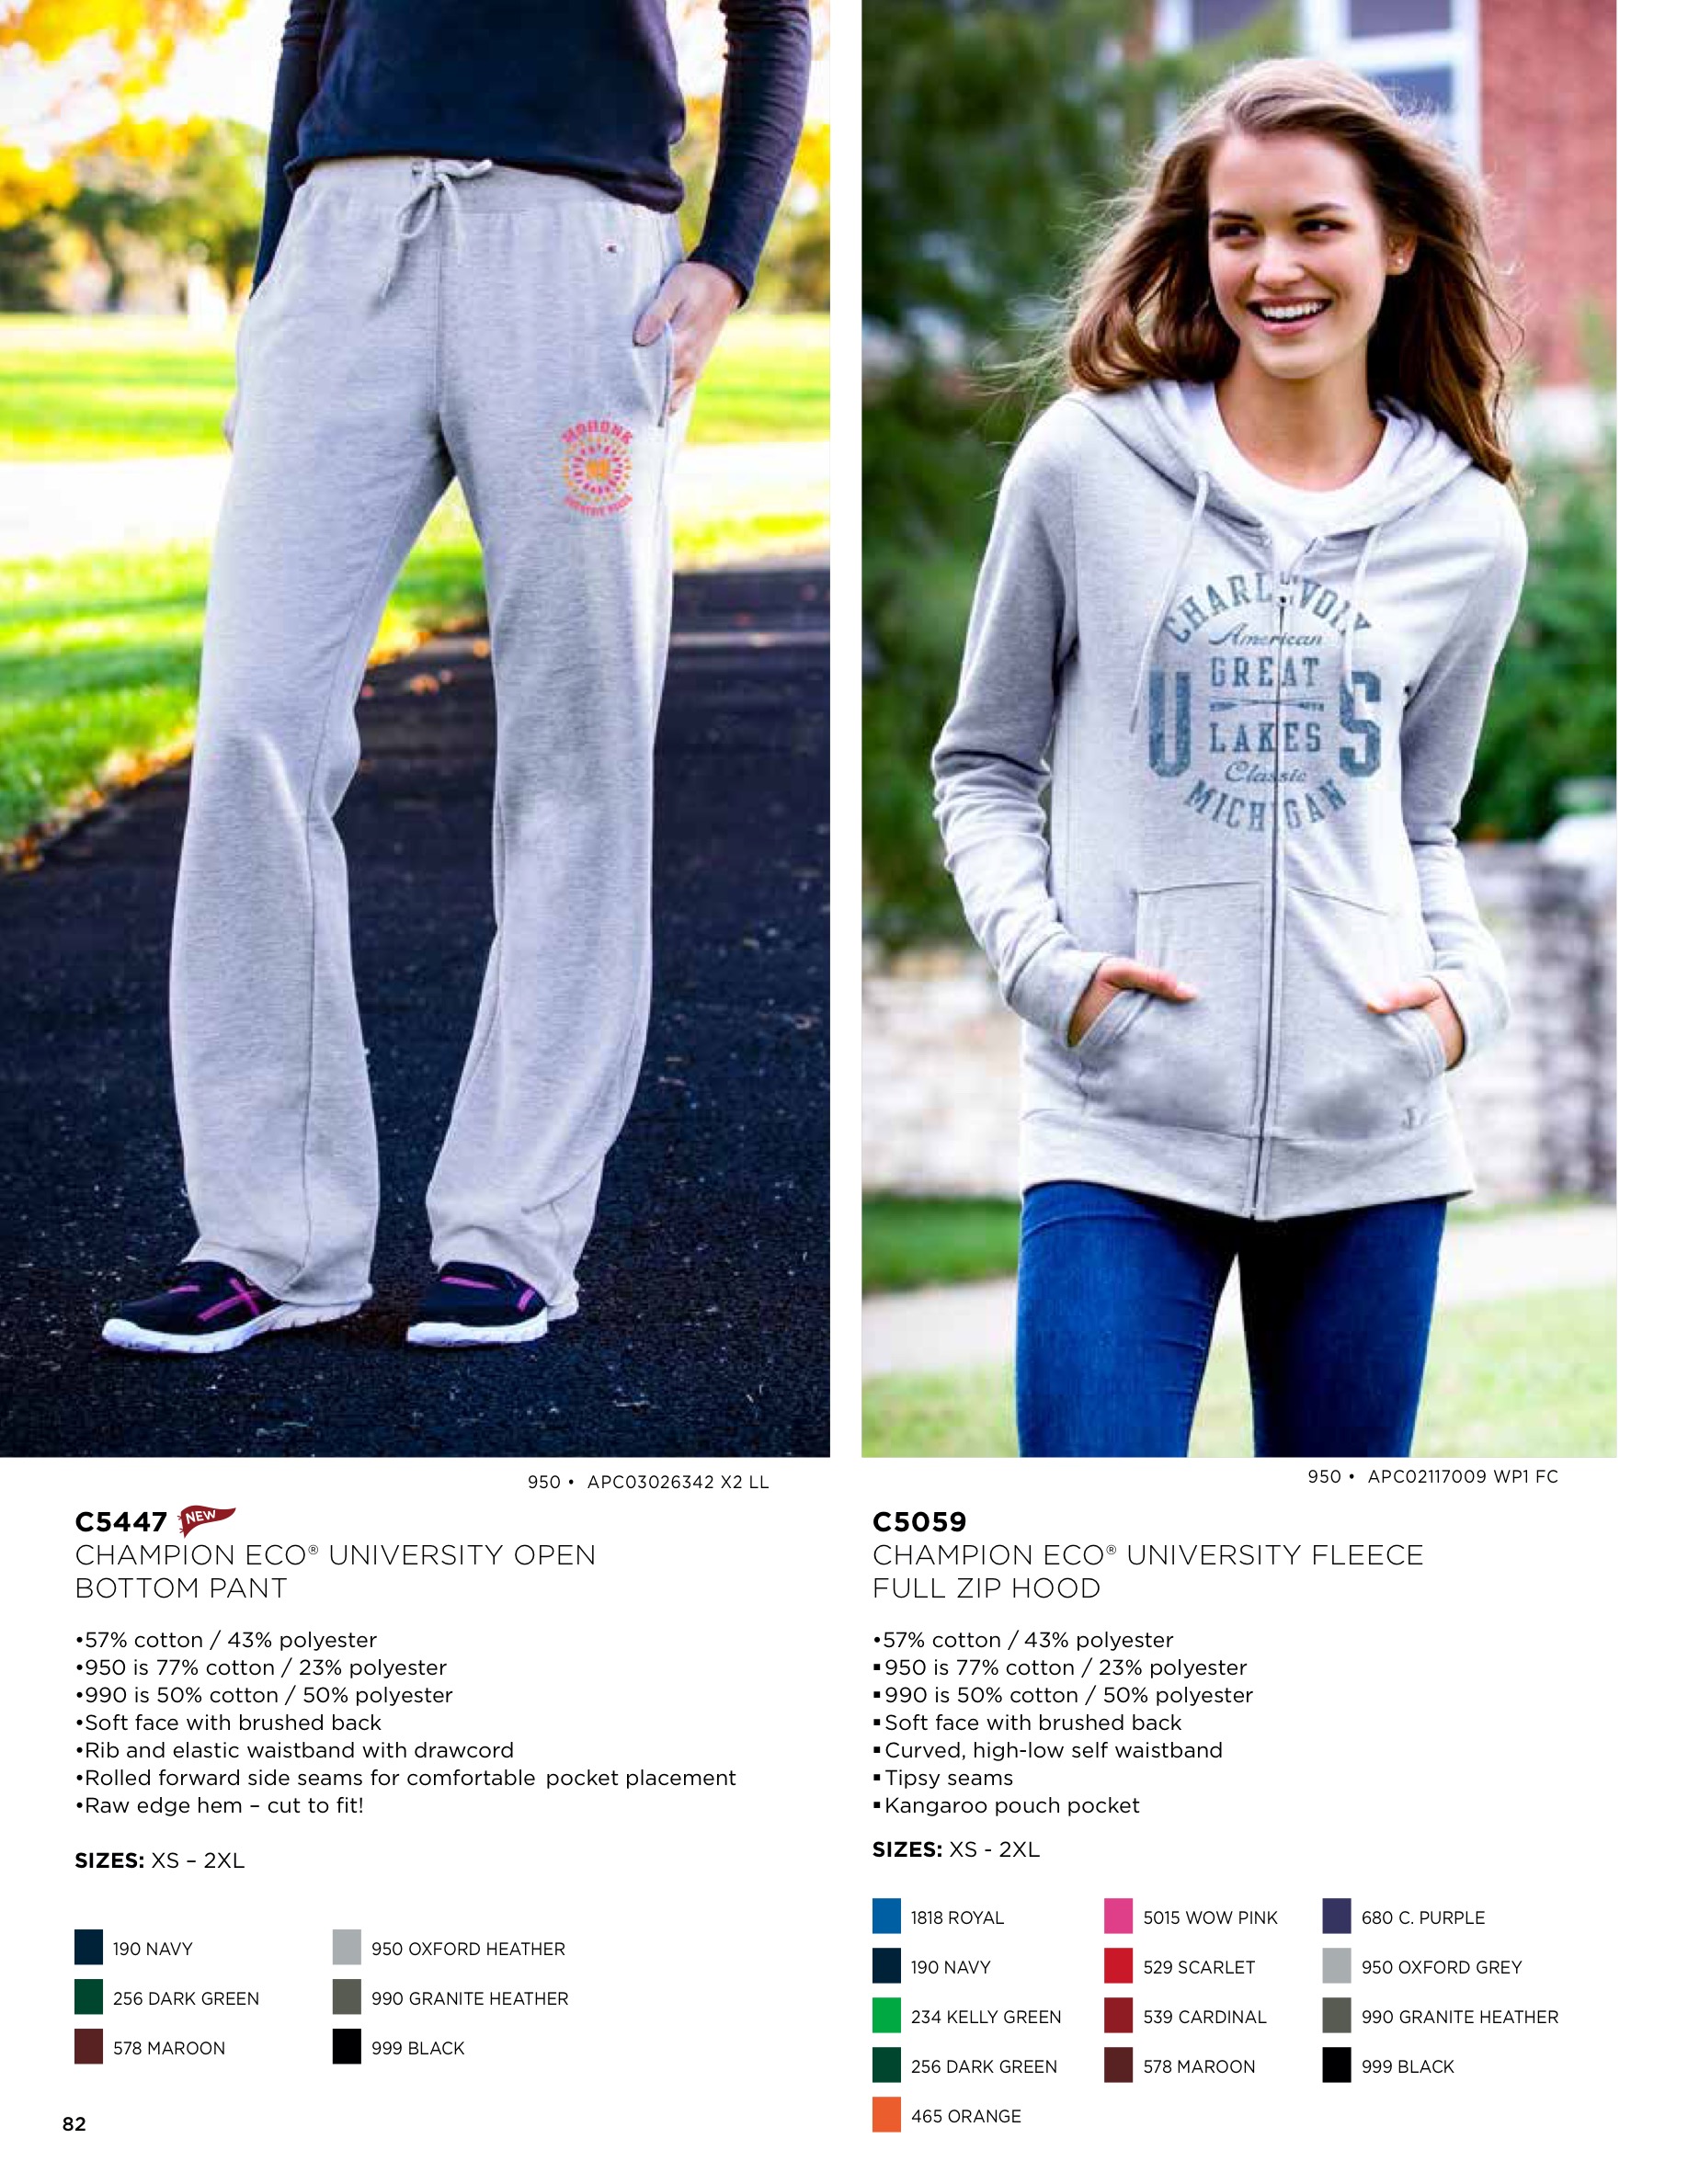 MOHONK
MOUNTAIN HOUSE
CHARLEVOIX
American
GREAT
U S
LAKES
Classic
MICHIGAN
950 • APC03026342 X2 LL
950 • APC02117009 WP1 FC
C5447 NEW
CHAMPION ECO® UNIVERSITY OPEN
BOTTOM PANT
•57% cotton / 43% polyester
•950 is 77% cotton / 23% polyester
•990 is 50% cotton / 50% polyester
•Soft face with brushed back
•Rib and elastic waistband with drawcord
•Rolled forward side seams for comfortable pocket placement
•Raw edge hem – cut to fit!
SIZES: XS – 2XL
190 NAVY
256 DARK GREEN
578 MAROON
950 OXFORD HEATHER
990 GRANITE HEATHER
999 BLACK
C5059
CHAMPION ECO® UNIVERSITY FLEECE
FULL ZIP HOOD
•57% cotton / 43% polyester
▪950 is 77% cotton / 23% polyester
▪990 is 50% cotton / 50% polyester
▪Soft face with brushed back
▪Curved, high-low self waistband
▪Tipsy seams
▪Kangaroo pouch pocket
SIZES: XS - 2XL
1818 ROYAL
190 NAVY
234 KELLY GREEN
256 DARK GREEN
465 ORANGE
5015 WOW PINK
529 SCARLET
539 CARDINAL
578 MAROON
680 C. PURPLE
950 OXFORD GREY
990 GRANITE HEATHER
999 BLACK
82